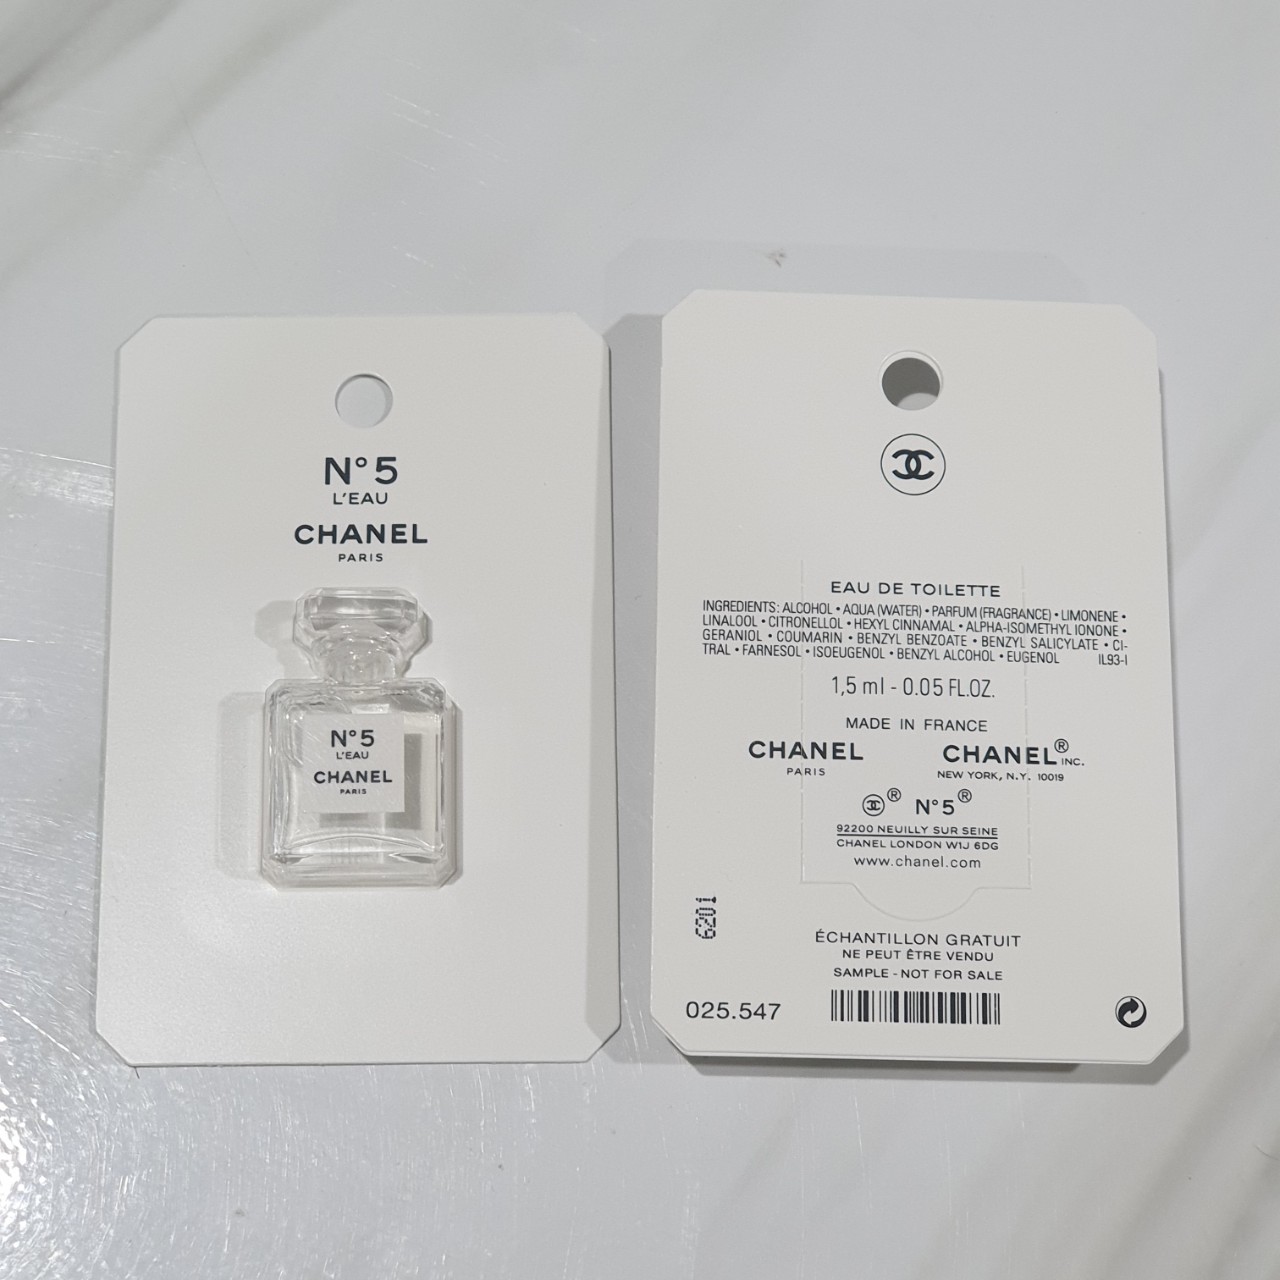 N°5
L'EAU
CHANEL
PARIS
N°5
L'EAU
CHANEL
PARIS
EAU DE TOILETTE
INGREDIENTS: ALCOHOL • AQUA (WATER) • PARFUM (FRAGRANCE) • LIMONENE •
LINALOOL • CITRONELLOL • HEXYL CINNAMAL • ALPHA-ISOMETHYL IONONE •
GERANIOL • COUMARIN • BENZYL BENZOATE • BENZYL SALICYLATE • CI-
TRAL • FARNESOL • ISOEUGENOL • BENZYL ALCOHOL • EUGENOL IL93-I
1,5 ml - 0.05 FL.OZ.
MADE IN FRANCE
CHANEL CHANEL® INC.
PARIS NEW YORK, N.Y. 10019
® N°5®
92200 NEUILLY SUR SEINE
CHANEL LONDON W1J 6DG
www.chanel.com
6201
ÉCHANTILLON GRATUIT
NE PEUT ÊTRE VENDU
SAMPLE - NOT FOR SALE
025.547